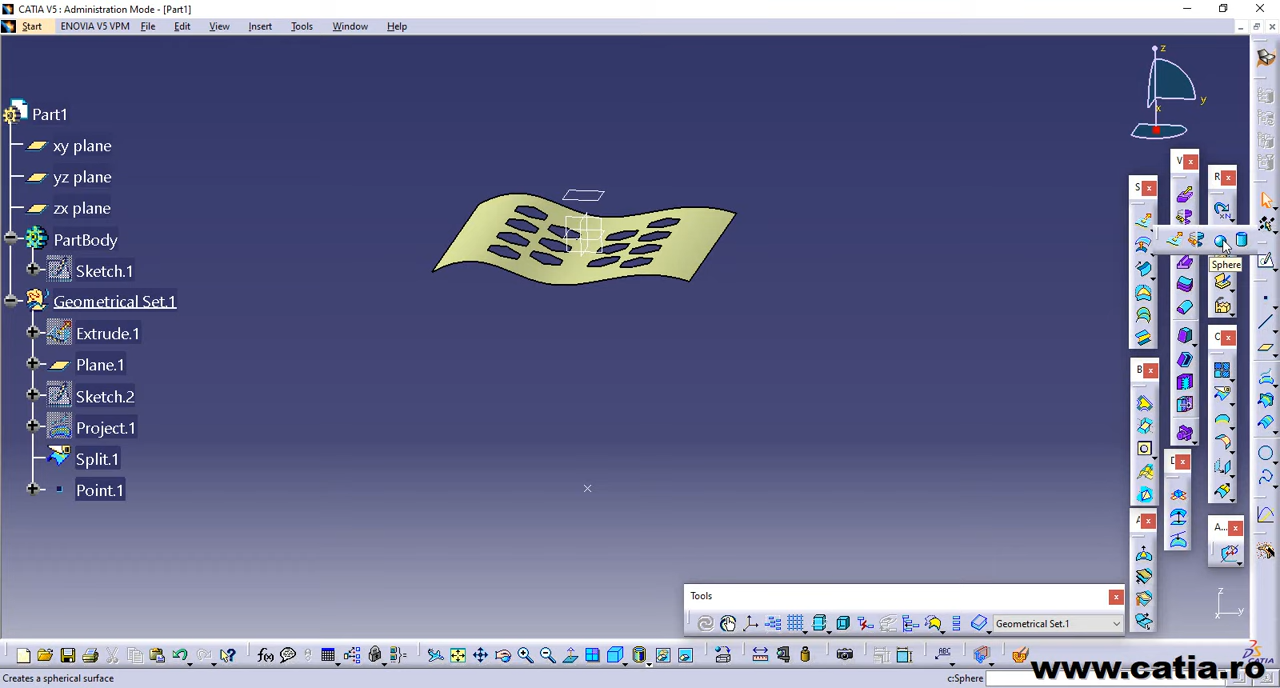 CATIA V5 : Administration Mode - [Part1]
Start ENOVIA V5 VPM File Edit View Insert Tools Window Help
z
y
x
Part1
xy plane
yz plane
zx plane
PartBody
Sketch.1
Geometrical Set.1
Extrude.1
Plane.1
Sketch.2
Project.1
Split.1
Point.1
V
R
S
Sphere
C
B
D
A
A...
Tools
Geometrical Set.1
z
x y
Creates a spherical surface
c:Sphere
www.catia.ro